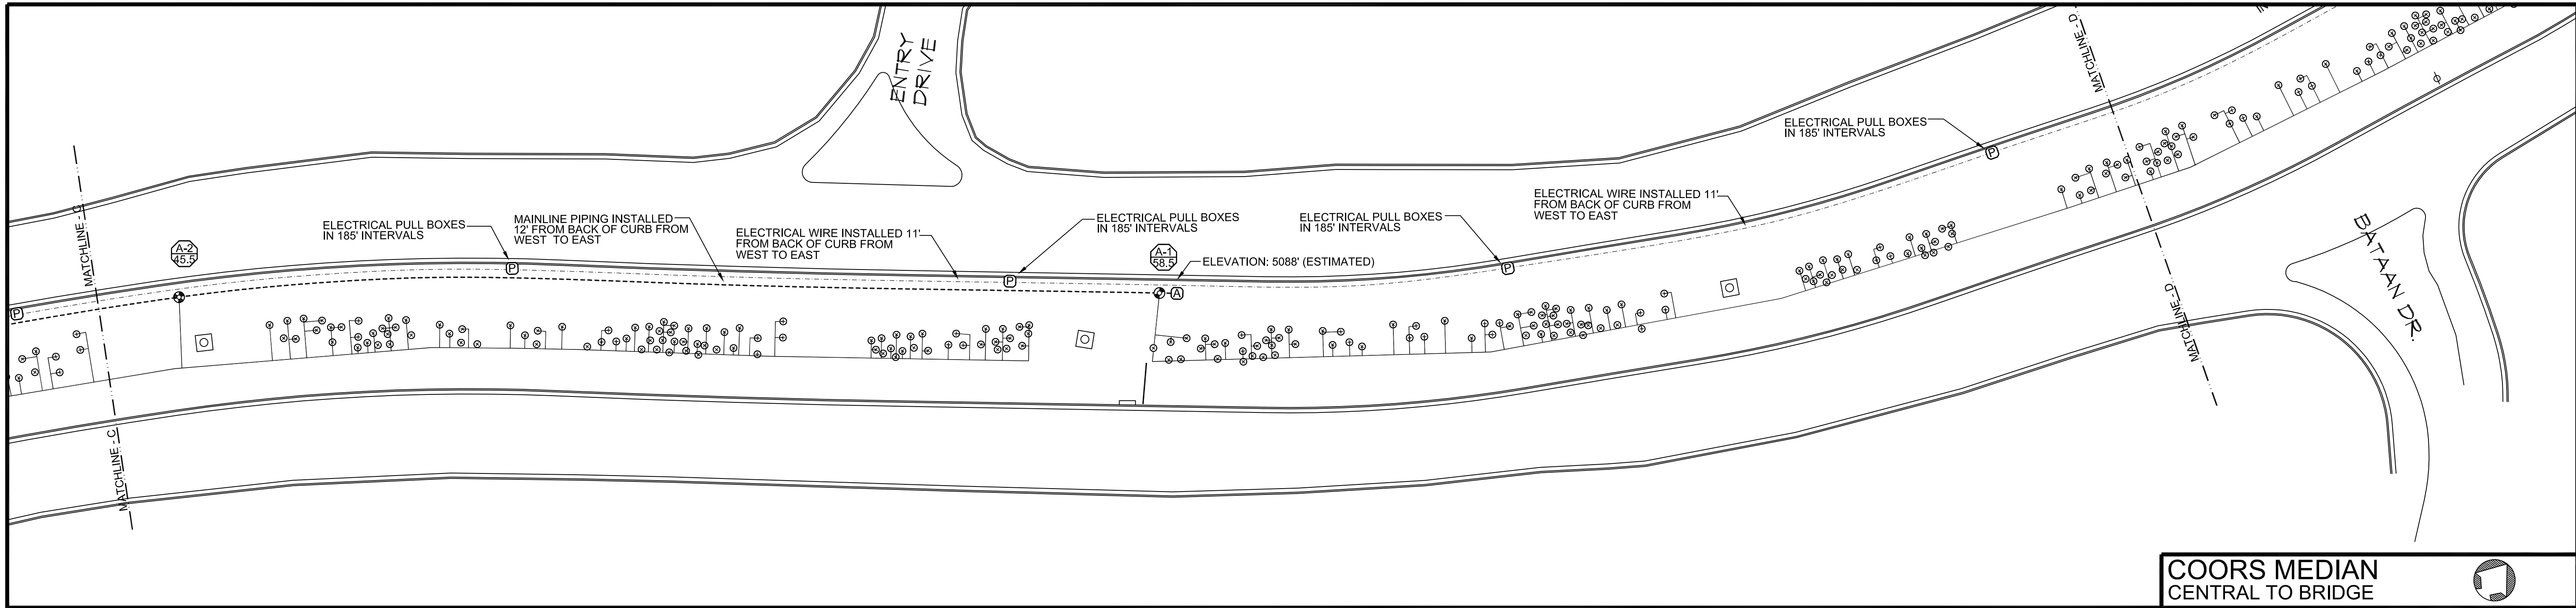 ENTRY
DRIVE
MATCHLINE - D
MATCHLINE - C
A-2
45.5
ELECTRICAL PULL BOXES
IN 185' INTERVALS
P
MAINLINE PIPING INSTALLED
12' FROM BACK OF CURB FROM
WEST TO EAST
P
ELECTRICAL WIRE INSTALLED 11'
FROM BACK OF CURB FROM
WEST TO EAST
ELECTRICAL PULL BOXES
IN 185' INTERVALS
P
A-1
58.5
ELEVATION: 5088' (ESTIMATED)
A
ELECTRICAL PULL BOXES
IN 185' INTERVALS
P
ELECTRICAL WIRE INSTALLED 11'
FROM BACK OF CURB FROM
WEST TO EAST
ELECTRICAL PULL BOXES
IN 185' INTERVALS
P
BATAAN DR.
MATCHLINE - C
MATCHLINE - D
COORS MEDIAN
CENTRAL TO BRIDGE